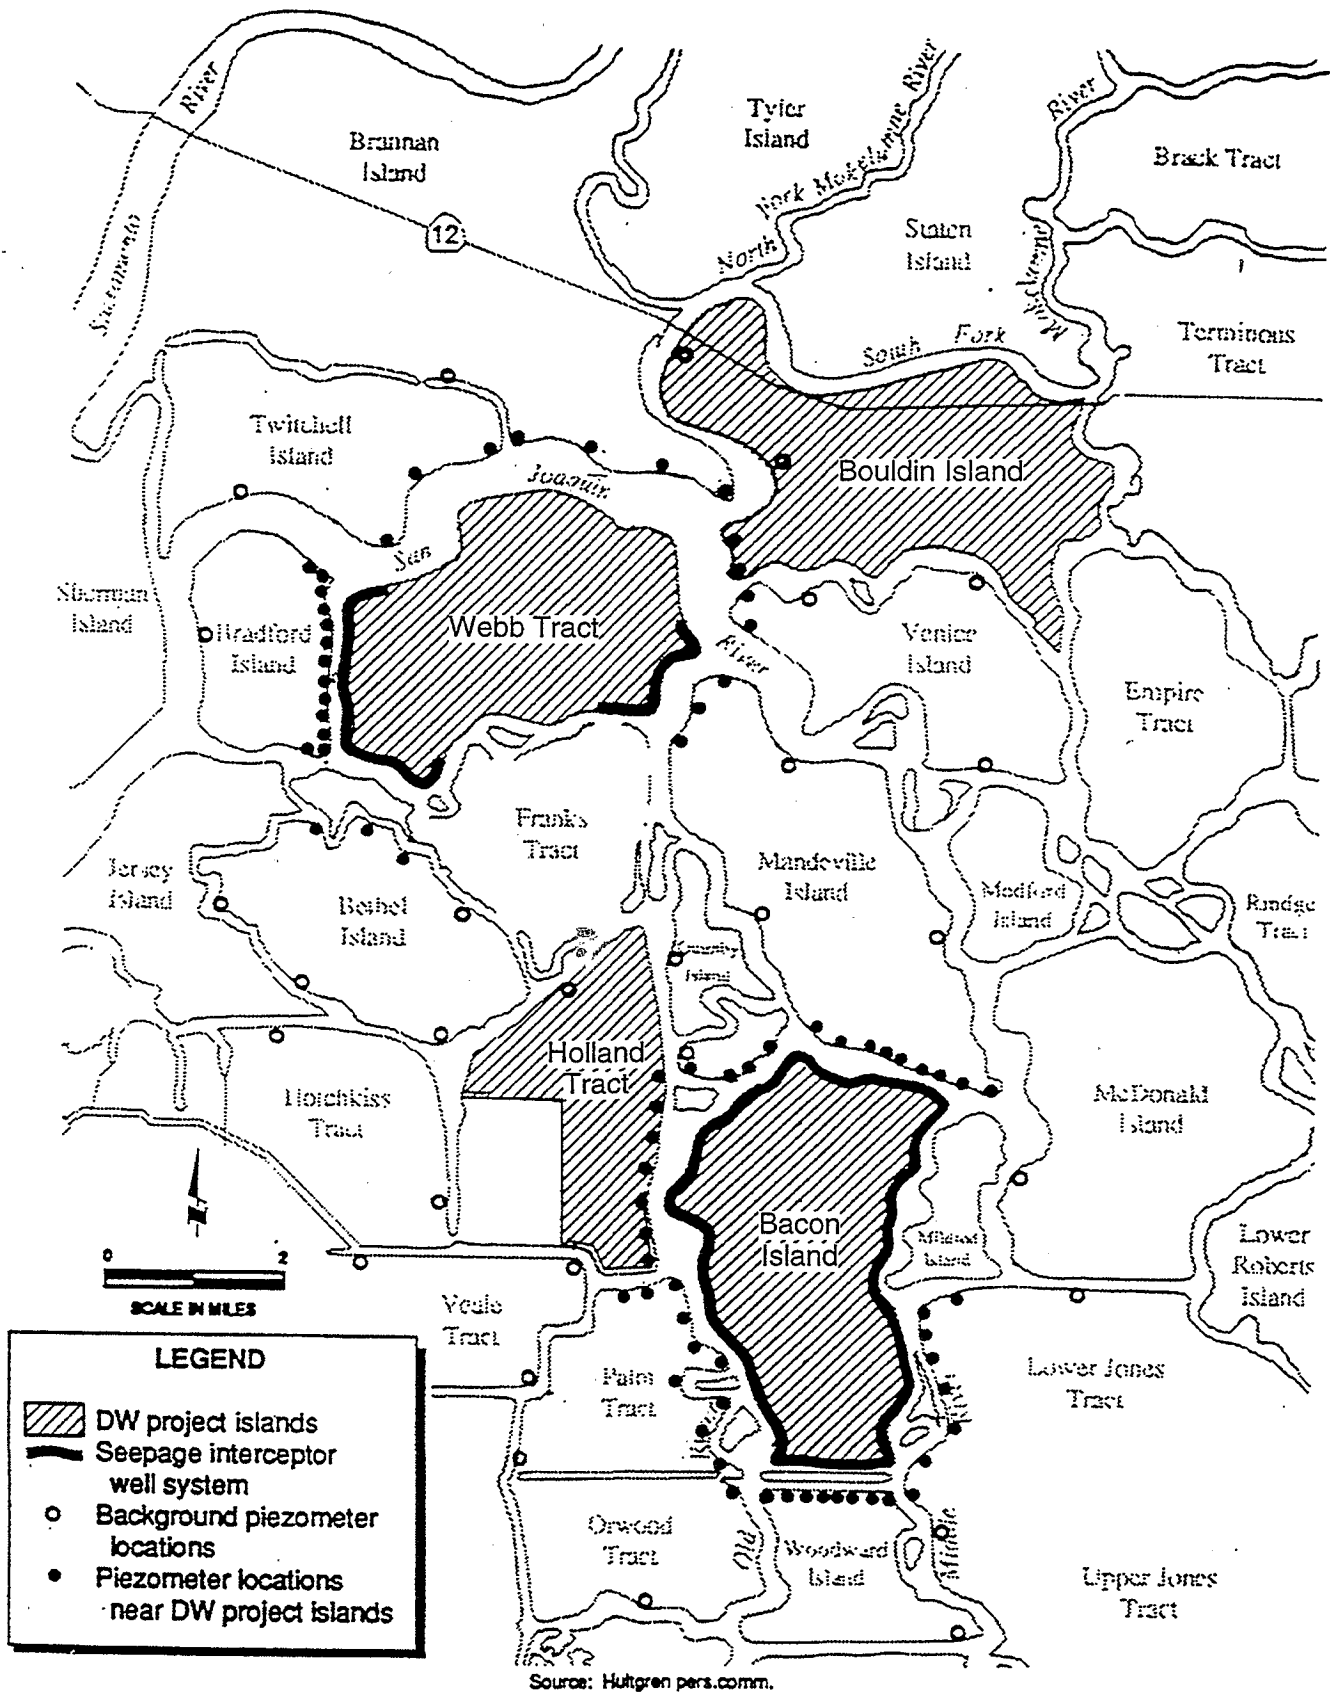 River
Sacramento
Brannan
Island
12
Tyler
Island
North
Fork Mokelumne River
River
Brack Tract
Staten
Island
Mokelumne
South
Fork
Terminous
Tract
Twitchell
Island
San
Joaquin
River
Bouldin Island
Sherman
Island
Bradford
Island
Webb Tract
Venice
Island
Empire
Tract
Jersey
Island
Bethel
Island
Franks
Tract
Mandeville
Island
Medford
Island
Rindge
Tract
Island
Holland
Tract
Hotchkiss
Tract
McDonald
Island
Bacon
Island
Mildred
Island
Lower
Roberts
Island
N
0
2
SCALE IN MILES
Veale
Tract
Palm
Tract
Lower Jones
Tract
River
Orwood
Tract
Old
Woodward
Island
Middle
River
Upper Jones
Tract
LEGEND
DW project islands
Seepage interceptor
well system
Background piezometer
locations
Piezometer locations
near DW project islands
Source: Hultgren pers.comm.